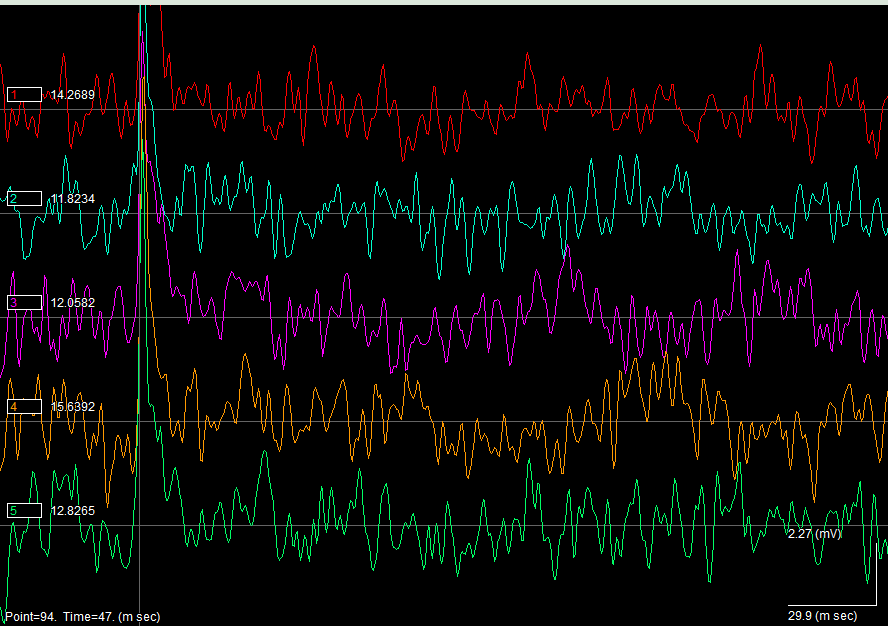 1 14.2689
2 11.8234
3 12.0582
4 15.6392
5 12.8265
2.27 (mV)
Point=94. Time=47. (m sec)
29.9 (m sec)